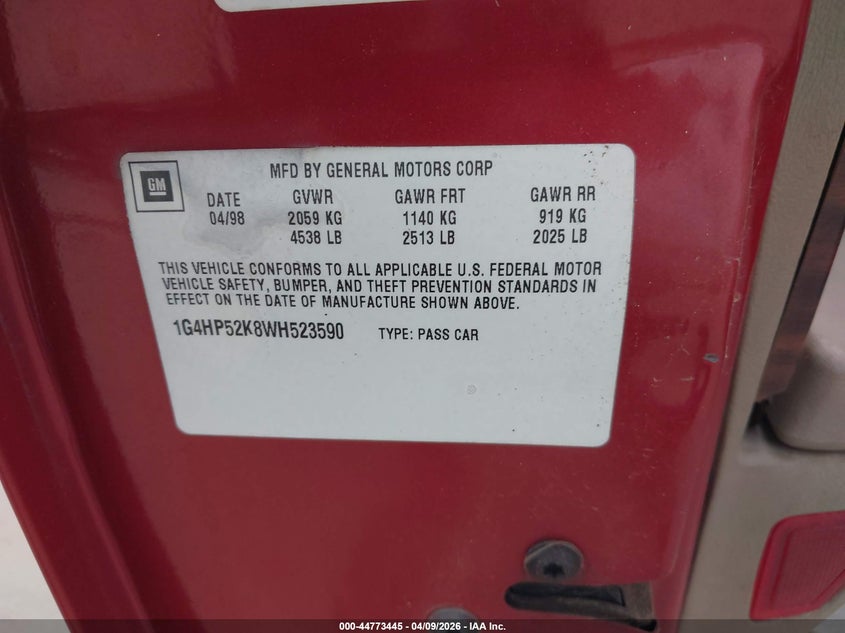 MFD BY GENERAL MOTORS CORP
GM
DATE GVWR GAWR FRT GAWR RR
04/98 2059 KG 1140 KG 919 KG
4538 LB 2513 LB 2025 LB
THIS VEHICLE CONFORMS TO ALL APPLICABLE U.S. FEDERAL MOTOR
VEHICLE SAFETY, BUMPER, AND THEFT PREVENTION STANDARDS IN
EFFECT ON THE DATE OF MANUFACTURE SHOWN ABOVE.
1G4HP52K8WH523590 TYPE: PASS CAR
000-44773445 - 04/09/2026 - IAA Inc.